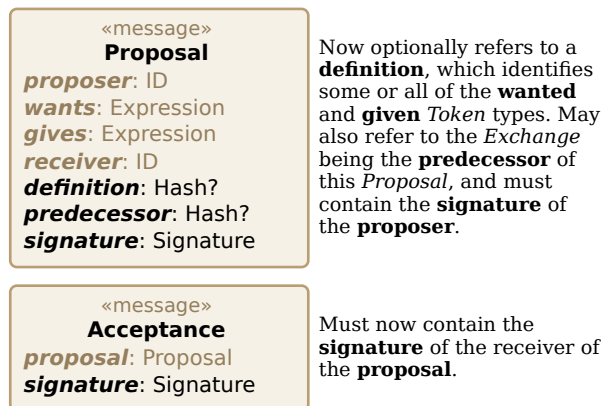 «message»
Proposal
proposer: ID
wants: Expression
gives: Expression
receiver: ID
definition: Hash?
predecessor: Hash?
signature: Signature
Now optionally refers to a
definition, which identifies
some or all of the wanted
and given Token types. May
also refer to the Exchange
being the predecessor of
this Proposal, and must
contain the signature of
the proposer.
«message»
Acceptance
proposal: Proposal
signature: Signature
Must now contain the
signature of the receiver of
the proposal.